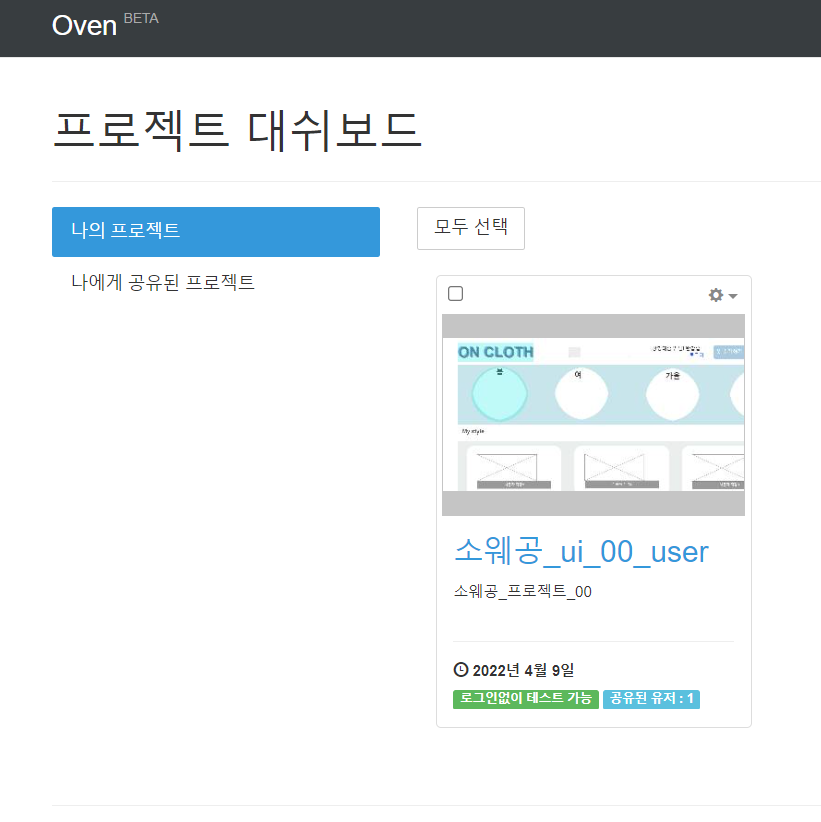 Oven BETA
프로젝트 대쉬보드
나의 프로젝트
나에게 공유된 프로젝트
모두 선택
ON CLOTH
봄
여
가을
My style
소웨공_ui_00_user
소웨공_프로젝트_00
2022년 4월 9일
로그인없이 테스트 가능
공유된 유저 : 1